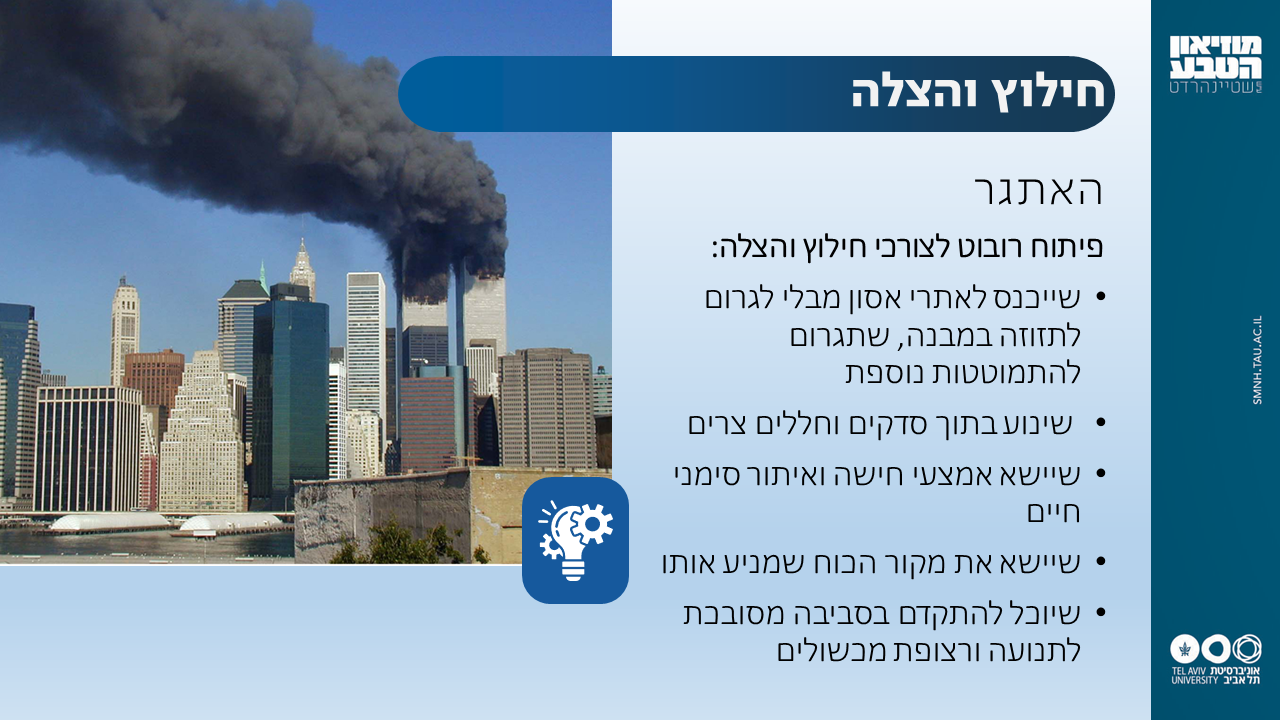 חילוץ והצלה
האתגר
פיתוח רובוט לצורכי חילוץ והצלה:
• שייכנס לאתרי אסון מבלי לגרום
לתזוזה במבנה, שתגרום
להתמוטטות נוספת
• שינוע בתוך סדקים וחללים צרים
• שיישא אמצעי חישה ואיתור סימני
חיים
• שיישא את מקור הכוח שמניע אותו
• שיוכל להתקדם בסביבה מסובכת
לתנועה ורצופת מכשולים
מוזיאון
הטבע
שטיינהרדט
SMNH.TAU.AC.IL
אוניברסיטת
תל אביב
TEL AVIV
UNIVERSITY